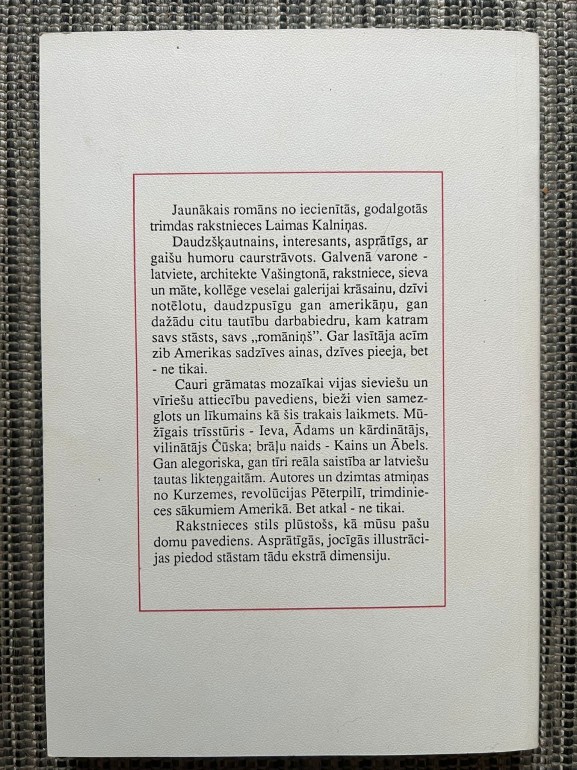 Jaunākais romāns no iecienītās, godalgotās
trimdas rakstnieces Laimas Kalniņas.
Daudzšķautnains, interesants, asprātīgs, ar
gaišu humoru caurstrāvots. Galvenā varone -
latviete, architekte Vašingtonā, rakstniece, sieva
un māte, kollēge veselai galerijai krāsainu, dzīvi
notēlotu, daudzpusīgu gan amerikāņu, gan
dažādu citu tautību darbabiedru, kam katram
savs stāsts, savs „romāniņš”. Gar lasītāja acīm
zib Amerikas sadzīves ainas, dzīves pieeja, bet
- ne tikai.
Cauri grāmatas mozaīkai vijas sieviešu un
vīriešu attiecību pavediens, bieži vien samez-
glots un līkumains kā šis trakais laikmets. Mū-
žīgais trīsstūris - Ieva, Ādams un kārdinātājs,
vilinātājs Čūska; brāļu naids - Kains un Ābels.
Gan alegoriska, gan tīri reāla saistība ar latviešu
tautas likteņgaitām. Autores un dzimtas atmiņas
no Kurzemes, revolūcijas Pēterpilī, trimdinie-
ces sākumiem Amerikā. Bet atkal - ne tikai.
Rakstnieces stils plūstošs, kā mūsu pašu
domu pavediens. Asprātīgās, jocīgās illustrāci-
jas piedod stāstam tādu ekstrā dimensiju.